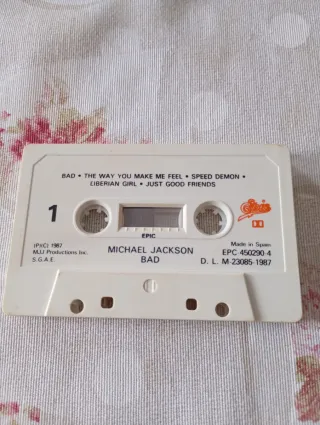 BAD • THE WAY YOU MAKE ME FEEL • SPEED DEMON •
LIBERIAN GIRL • JUST GOOD FRIENDS
1
EPIC
Epic
(P)(C) 1987
MJJ Productions Inc.
S.G.A.E.
MICHAEL JACKSON
BAD
Made in Spain
EPC 450290-4
D. L. M-23085-1987